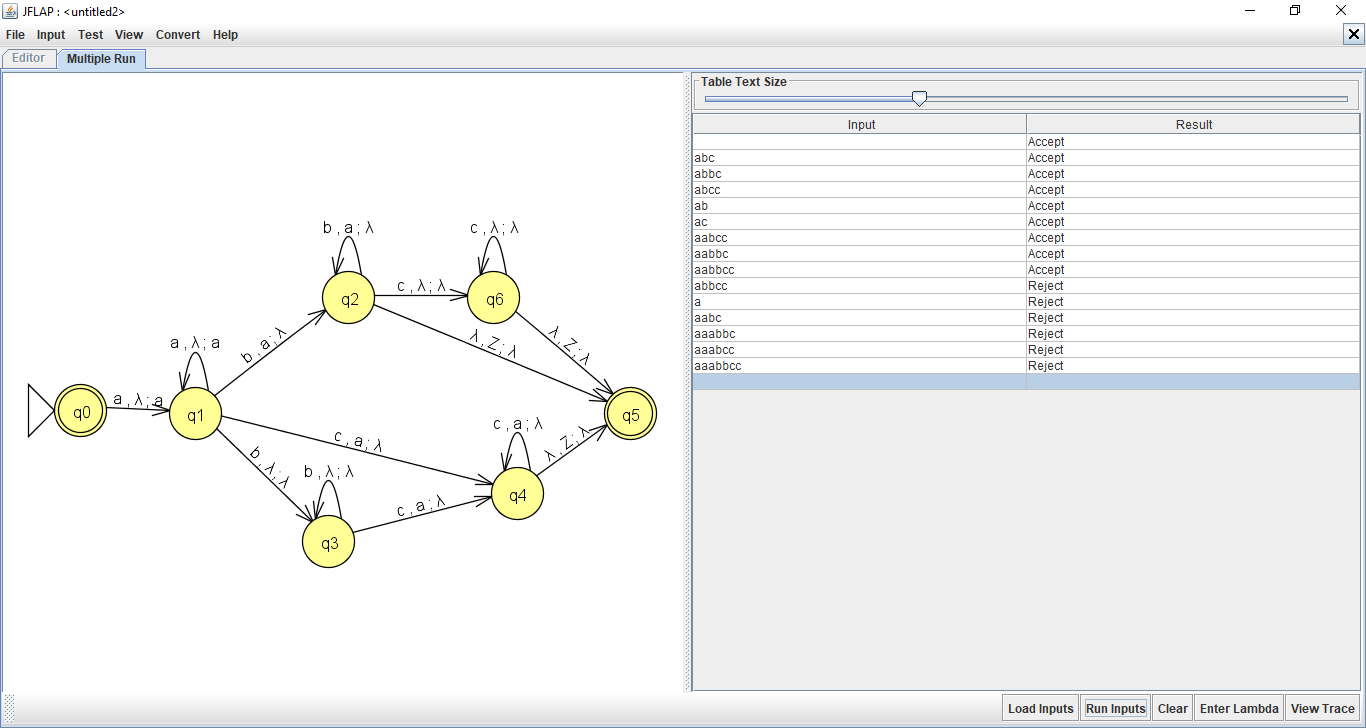 JFLAP : <untitled2>
File Input Test View Convert Help
Editor Multiple Run
Table Text Size
Input Result
Accept
abc Accept
abbc Accept
abcc Accept
ab Accept
ac Accept
aabcc Accept
aabbc Accept
aabbcc Accept
abbcc Reject
a Reject
aabc Reject
aaabbc Reject
aaabcc Reject
aaabbcc Reject
b , a ; λ
c , λ ; λ
q2
c , λ ; λ
q6
b , a ; λ
λ , Z ; λ
λ , Z ; λ
a , λ ; a
q0
a , λ ; a
q1
q5
c , a ; λ
c , a ; λ
λ , Z ; λ
b , λ ; λ
b , λ ; λ
q4
c , a ; λ
q3
Load Inputs Run Inputs Clear Enter Lambda View Trace